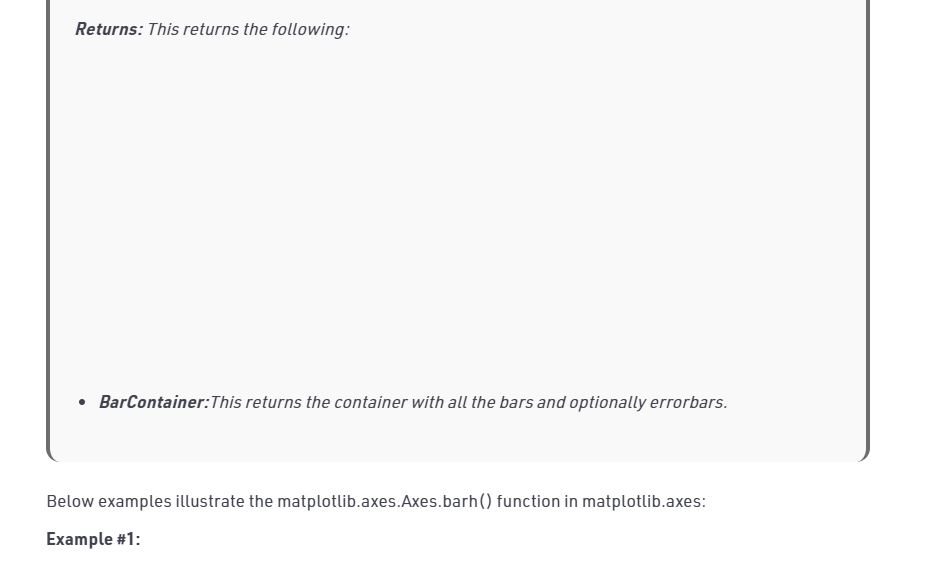 Returns: This returns the following:
• BarContainer:This returns the container with all the bars and optionally errorbars.
Below examples illustrate the matplotlib.axes.Axes.barh() function in matplotlib.axes:
Example #1: